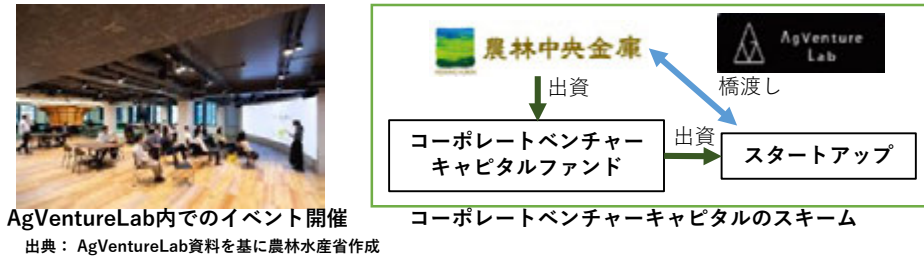 農林中央金庫
AgVenture
Lab
出資
橋渡し
コーポレートベンチャー
キャピタルファンド
出資
スタートアップ
AgVentureLab内でのイベント開催
コーポレートベンチャーキャピタルのスキーム
出典： AgVentureLab資料を基に農林水産省作成